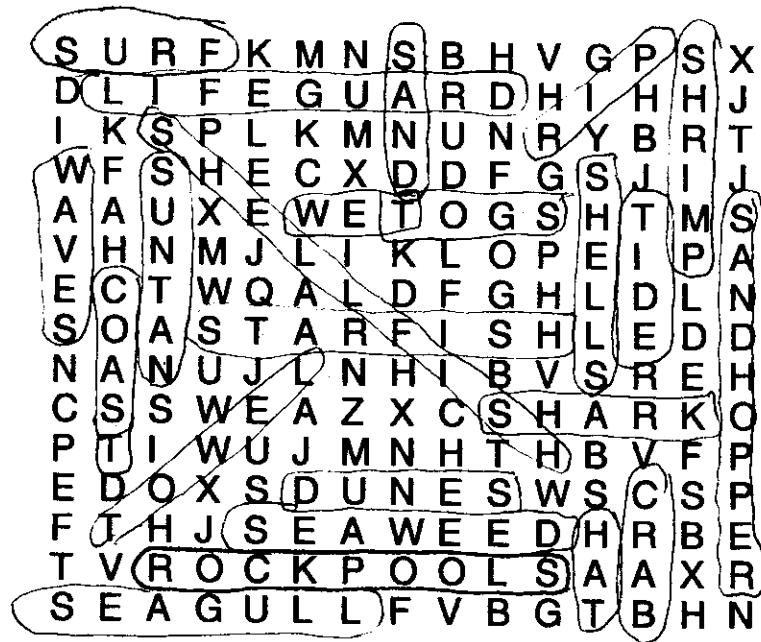 S U R F K M N S B H V G P S X
D L I F E G U A R D H I H H J
I K S P L K M N U N R Y B R T
W F S H E C X D D F G S J I J
A A U X E W E T O G S H T M S
V H N M J L I K L O P E I P A
E C T W Q A L D F G H L D L N
S O A S T A R F I S H L E D D
N A N U J L N H I B V S R E H
C S S W E A Z X C S H A R K O
P T I W U J M N H T H B V F P
E D O X S D U N E S W S C S P
F T H J S E A W E E D H R B E
T V R O C K P O O L S A A X R
S E A G U L L F V B G T B H N